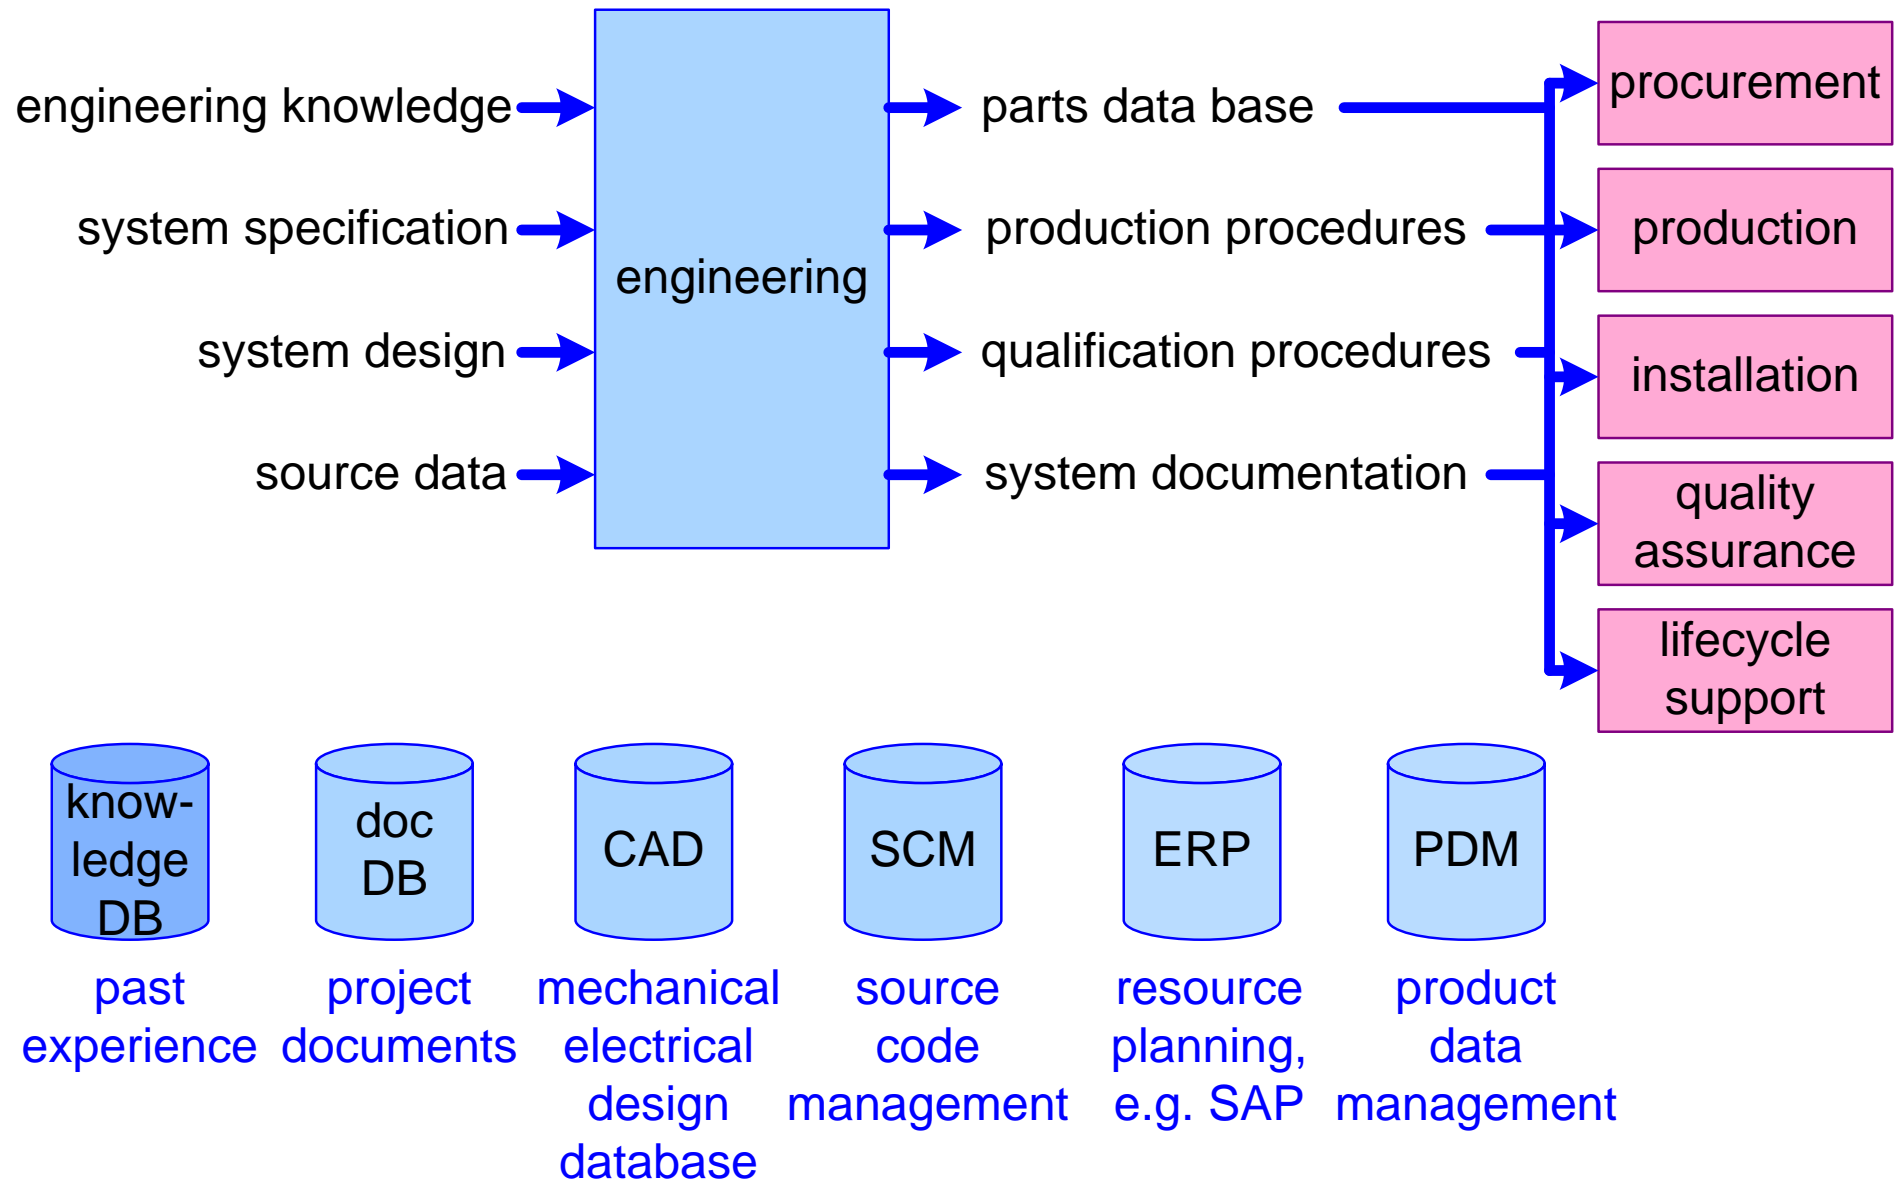 engineering knowledge
system specification
system design
source data
engineering
parts data base
production procedures
qualification procedures
system documentation
procurement
production
installation
quality
assurance
lifecycle
support
know-
ledge
DB
past
experience
doc
DB
project
documents
CAD
mechanical
electrical
design
database
SCM
source
code
management
ERP
resource
planning,
e.g. SAP
PDM
product
data
management